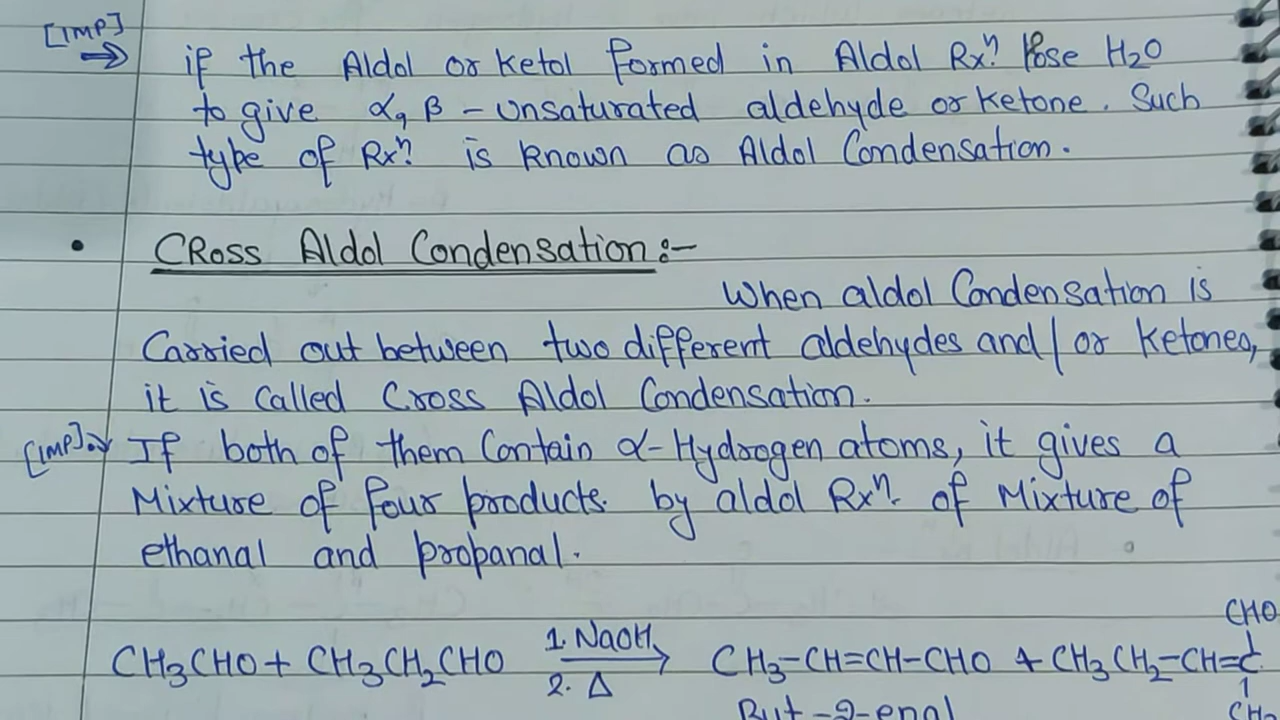 [IMP]
⇒ if the Aldol or Ketol formed in Aldol Rxⁿ. lose H2O
to give α, β - unsaturated aldehyde or Ketone. Such
type of Rxⁿ. is known as Aldol Condensation.
• CRoss Aldol Condensation :-
When aldol Condensation is
Carried out between two different aldehydes and / or Ketones,
it is called Cross Aldol Condensation.
[IMP]⇒ If both of them Contain α-Hydrogen atoms, it gives a
Mixture of four products. by aldol Rxⁿ. of Mixture of
ethanal and propanal.
CHO
1. NaOH
CH3CHO + CH3CH2CHO → CH3-CH=CH-CHO + CH3CH2-CH=C
2. Δ
But-2-enal